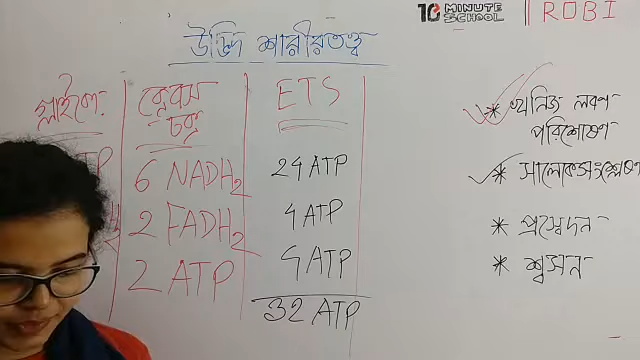 10 MINUTE SCHOOL || ROBI
উদ্ভিদ শারীরতত্ত্ব
গ্লাইকো. | ক্রেবস চক্র | ETS
6 NADH2 24 ATP
2 FADH2 4 ATP
2 ATP 4 ATP
32 ATP
* খনিজ লবণ
পরিশোষণ
* সালোকসংশ্লেষণ
* প্রস্বেদন
* শ্বসন